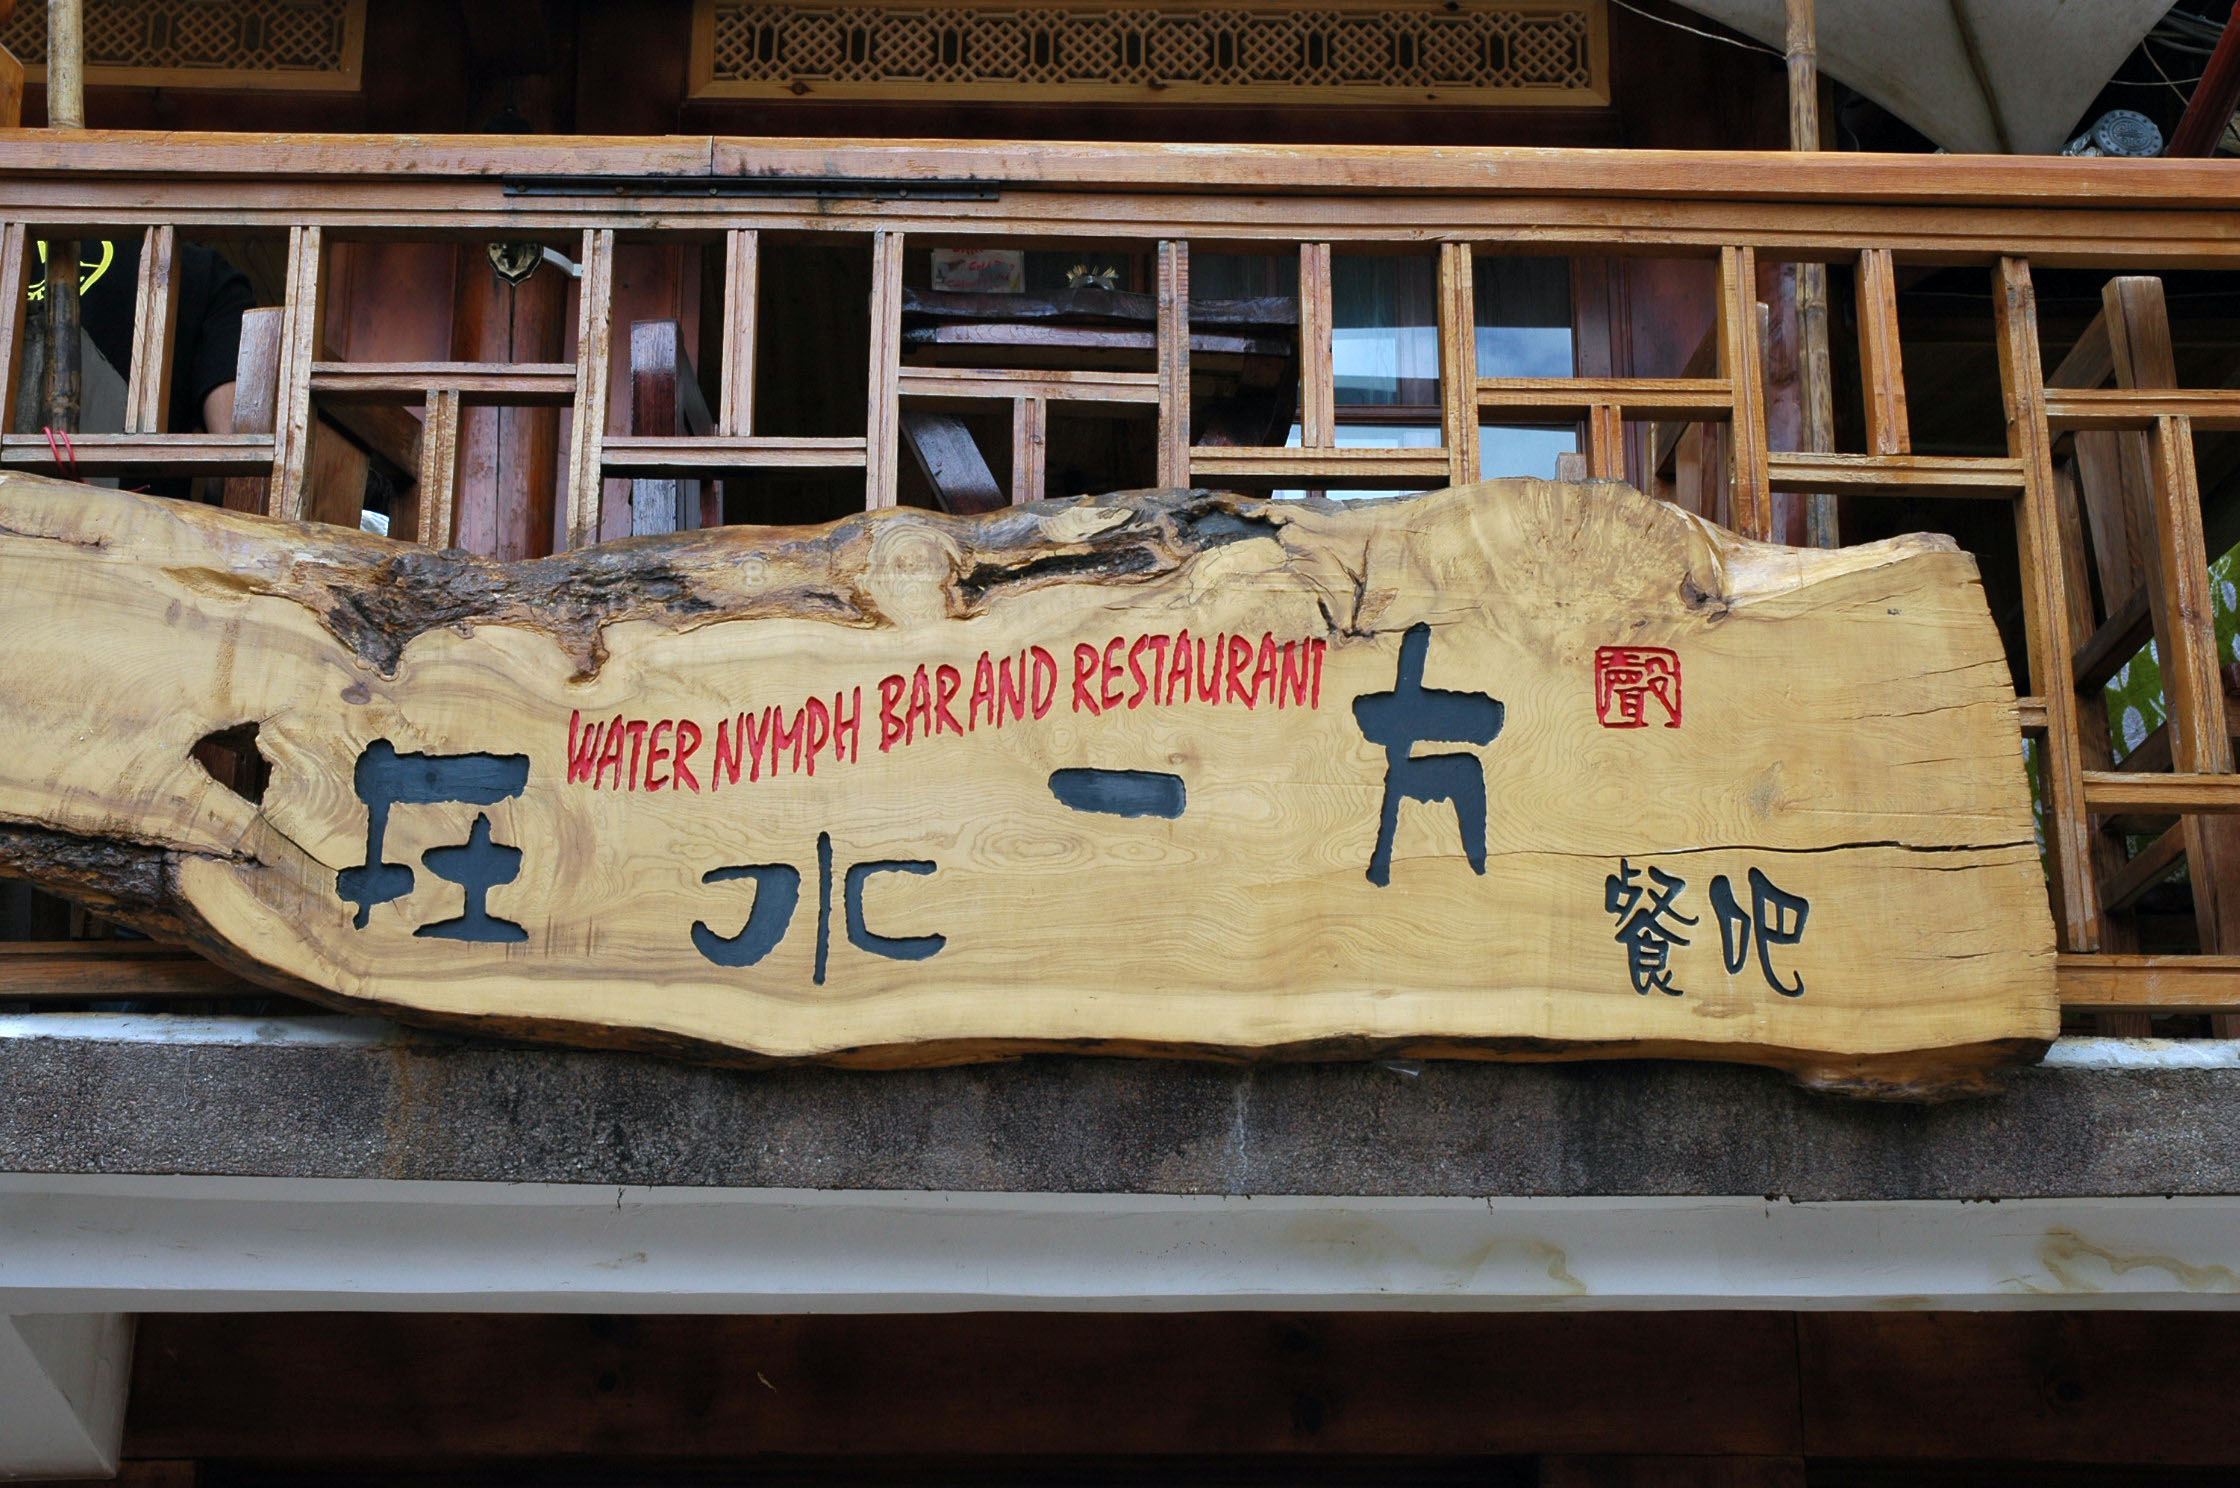 WATER NYMPH BAR AND RESTAURANT
在水一方
餐吧